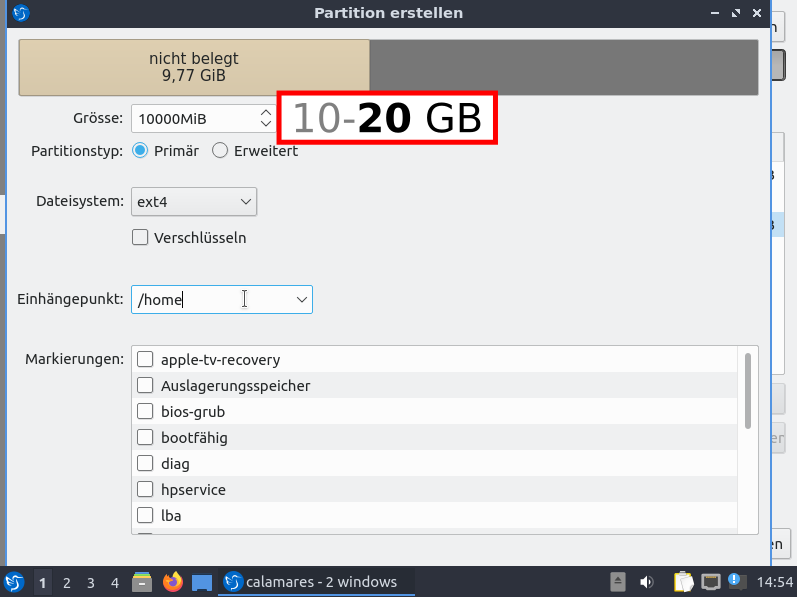 Partition erstellen
nicht belegt
9,77 GiB
Grösse: 10000MiB
10-20 GB
Partitionstyp: Primär Erweitert
Dateisystem: ext4
Verschlüsseln
Einhängepunkt: /home
Markierungen: apple-tv-recovery
Auslagerungsspeicher
bios-grub
bootfähig
diag
hpservice
lba
1 2 3 4 calamares - 2 windows 14:54